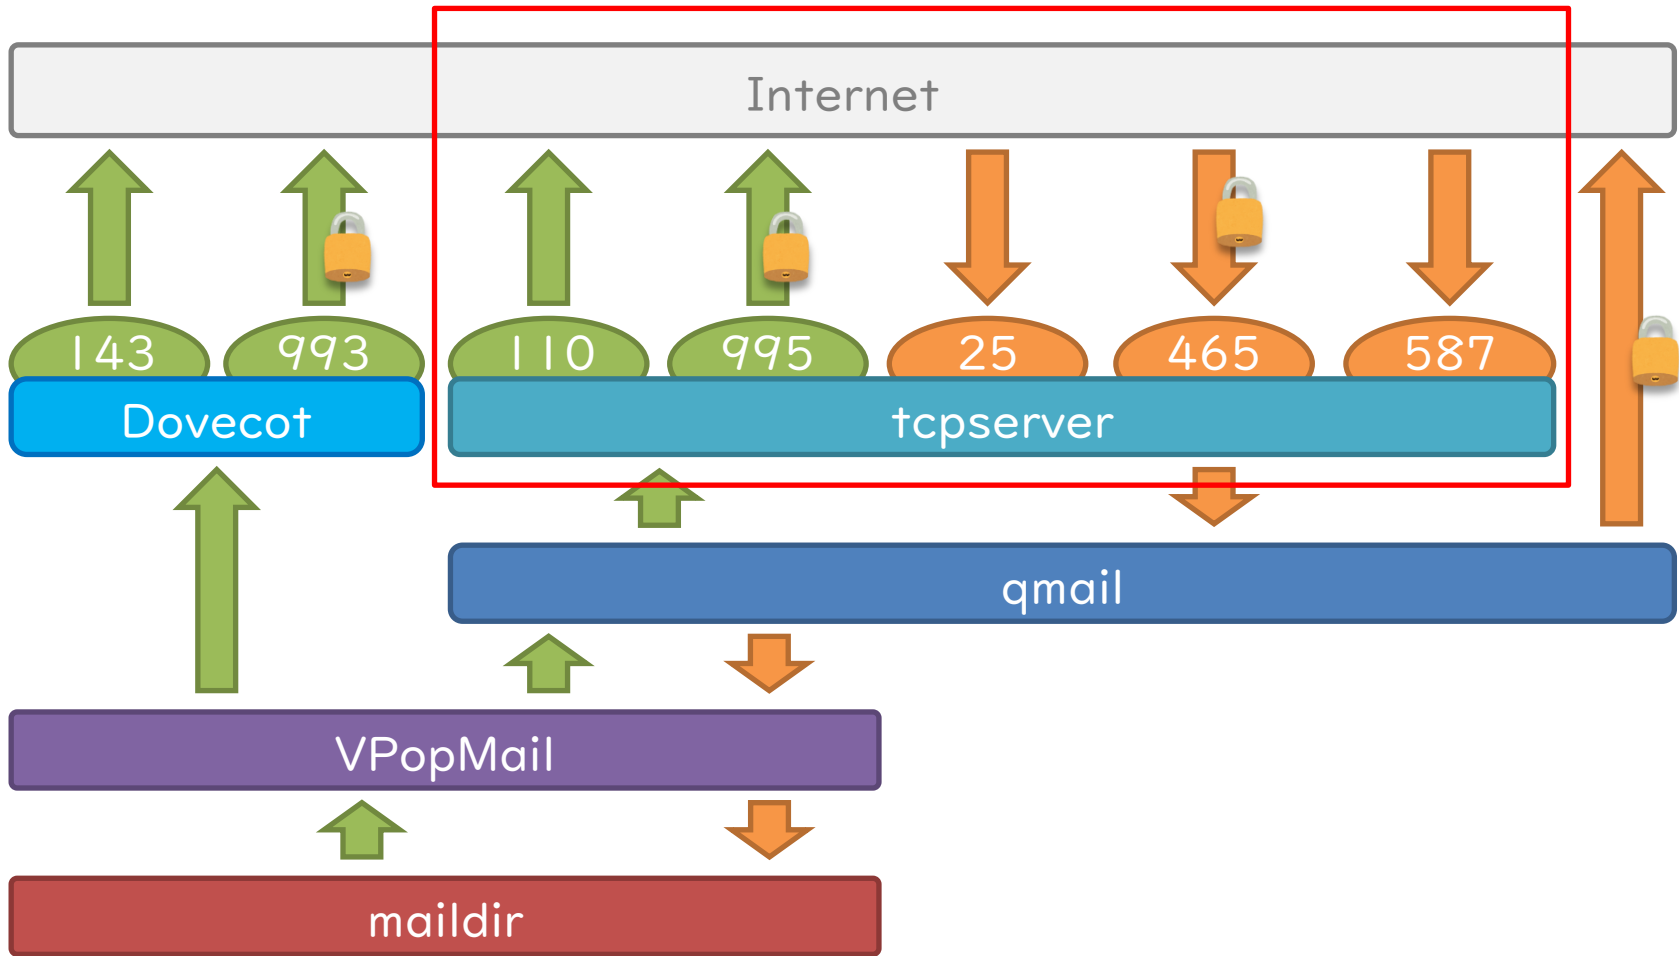 Internet
143
993
110
995
25
465
587
Dovecot
tcpserver
qmail
VPopMail
maildir